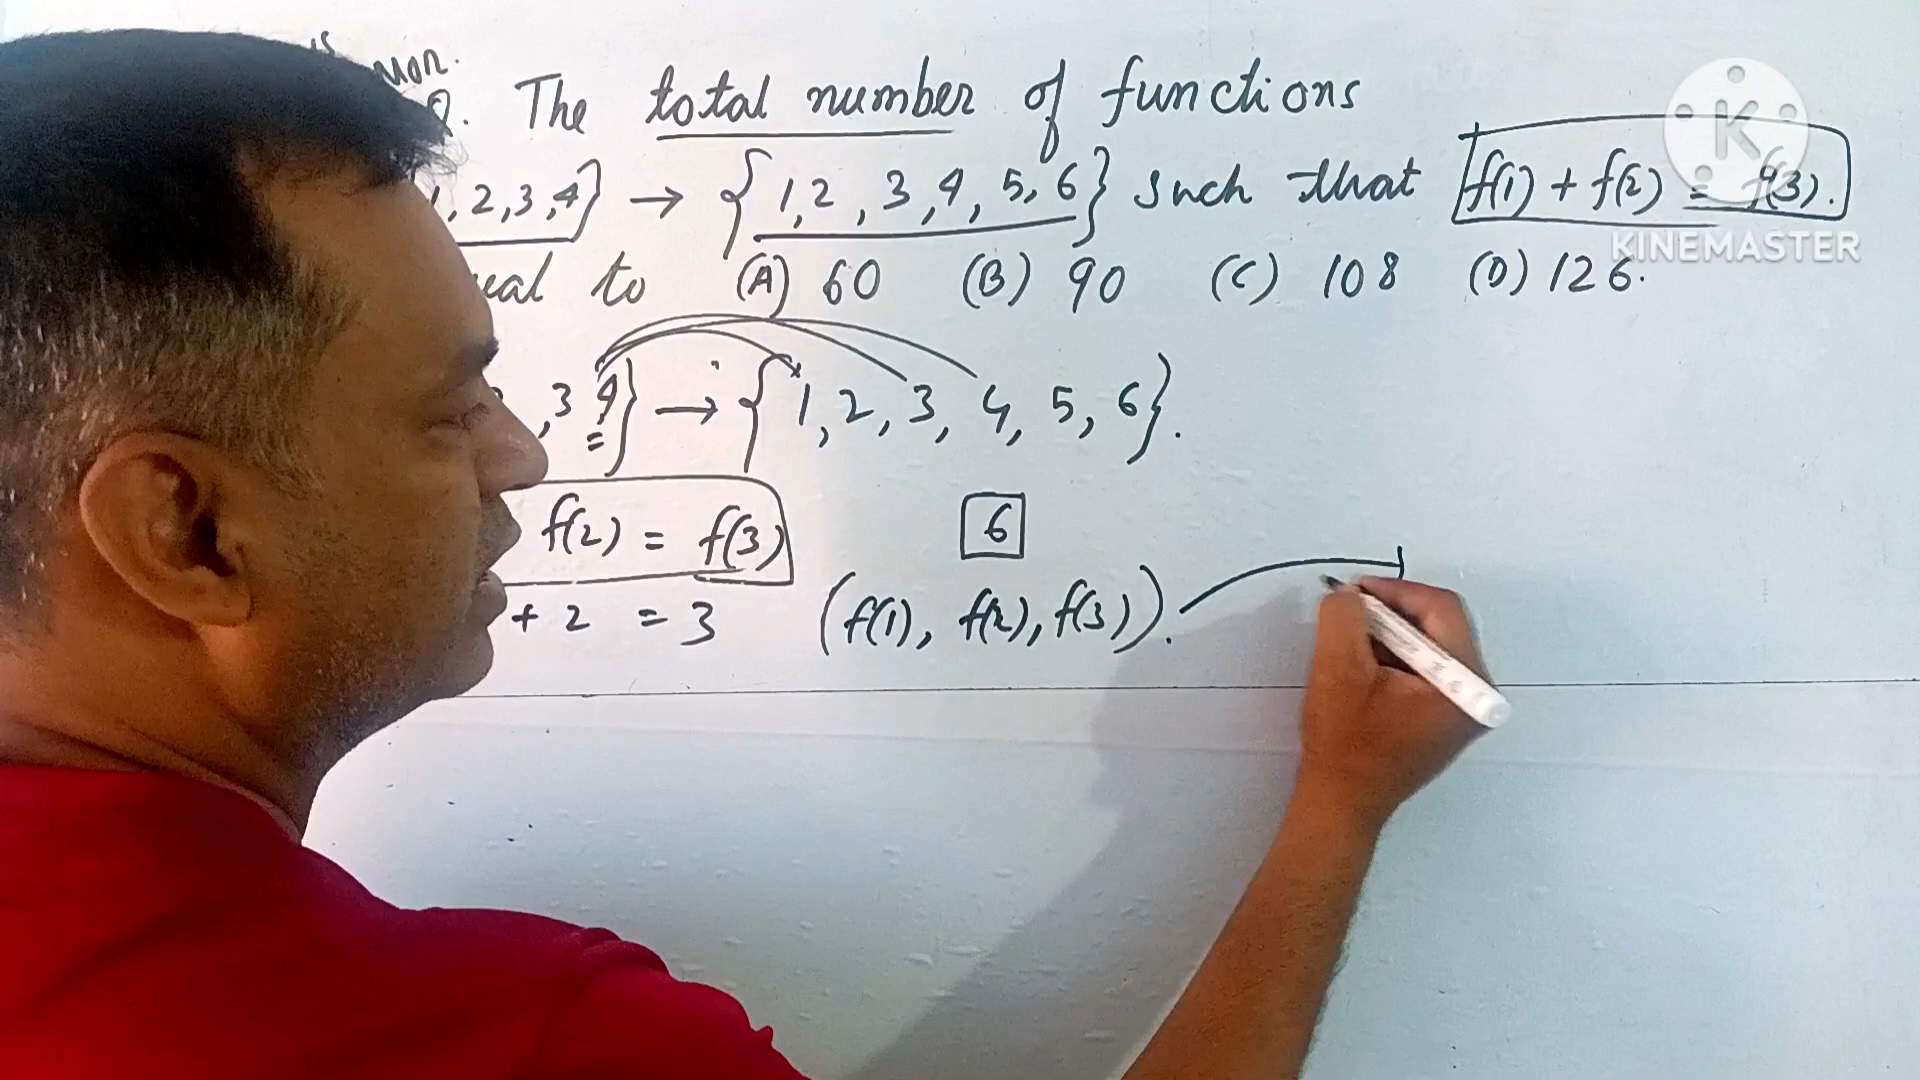 Q. The total number of functions
1, 2, 3, 4} → {1, 2, 3, 4, 5, 6} such that f(1) + f(2) = f(3).
to (A) 60 (B) 90 (C) 108 (D) 126.
, 3 4} → {1, 2, 3, 4, 5, 6}.
f(2) = f(3)
6
+ 2 = 3 (f(1), f(2), f(3)).
K
KINEMASTER